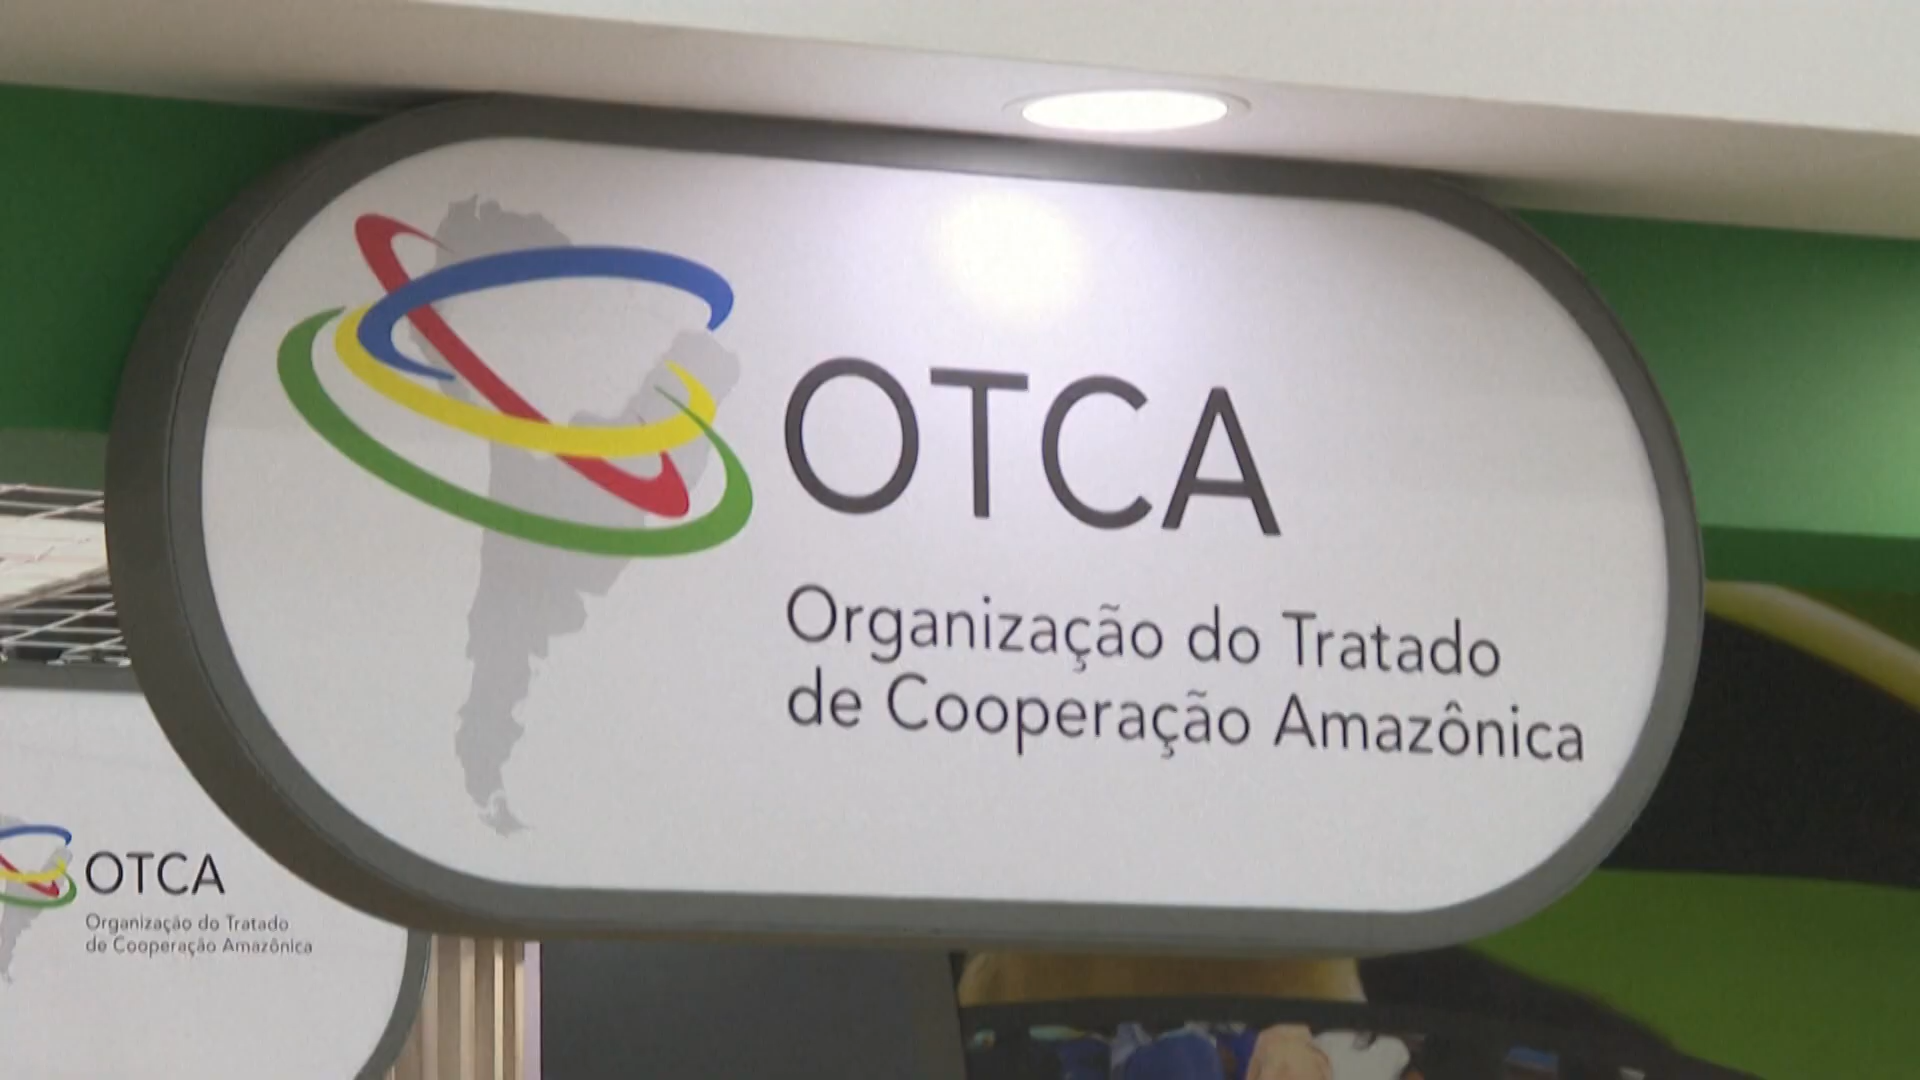 OTCA
Organização do Tratado
de Cooperação Amazônica
OTCA
Organização do Tratado
de Cooperação Amazônica